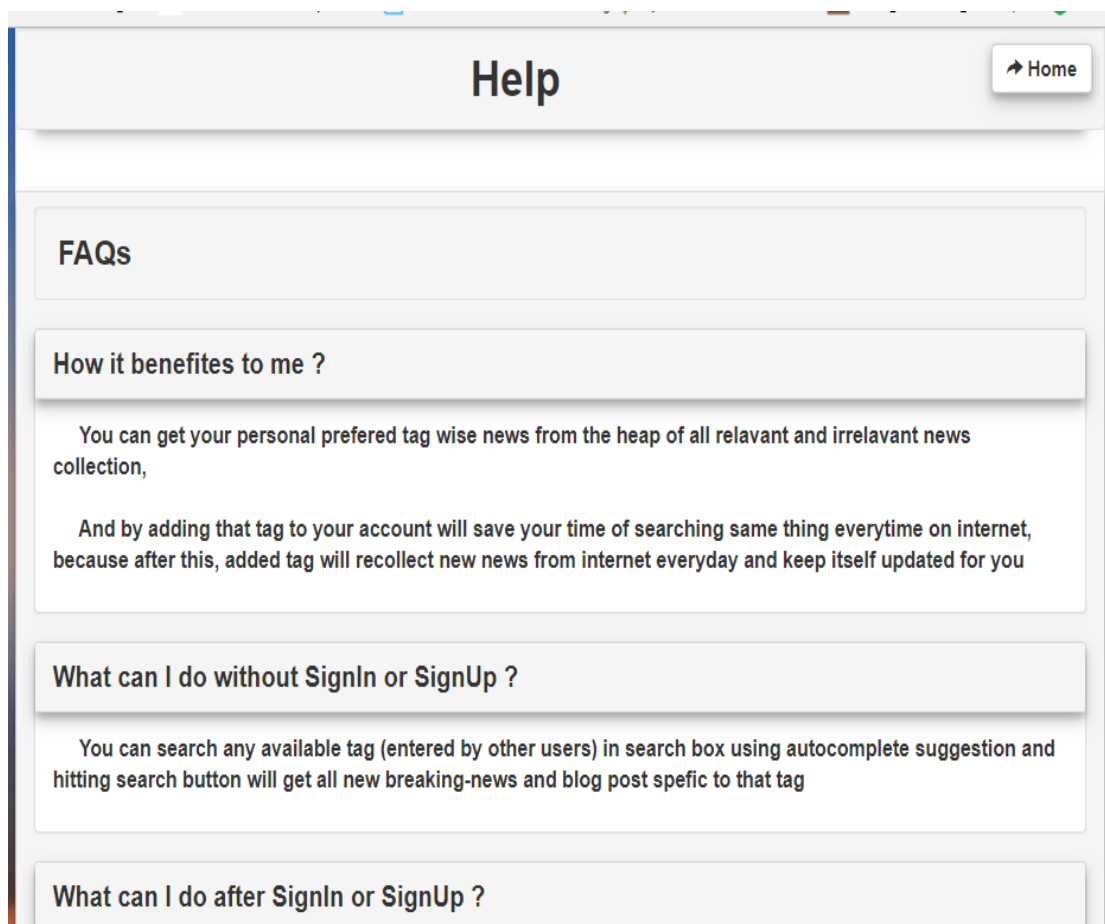 Help
Home
FAQs
How it benefites to me ?
You can get your personal prefered tag wise news from the heap of all relavant and irrelavant news
collection,
And by adding that tag to your account will save your time of searching same thing everytime on internet,
because after this, added tag will recollect new news from internet everyday and keep itself updated for you
What can I do without SignIn or SignUp ?
You can search any available tag (entered by other users) in search box using autocomplete suggestion and
hitting search button will get all new breaking-news and blog post spefic to that tag
What can I do after SignIn or SignUp ?